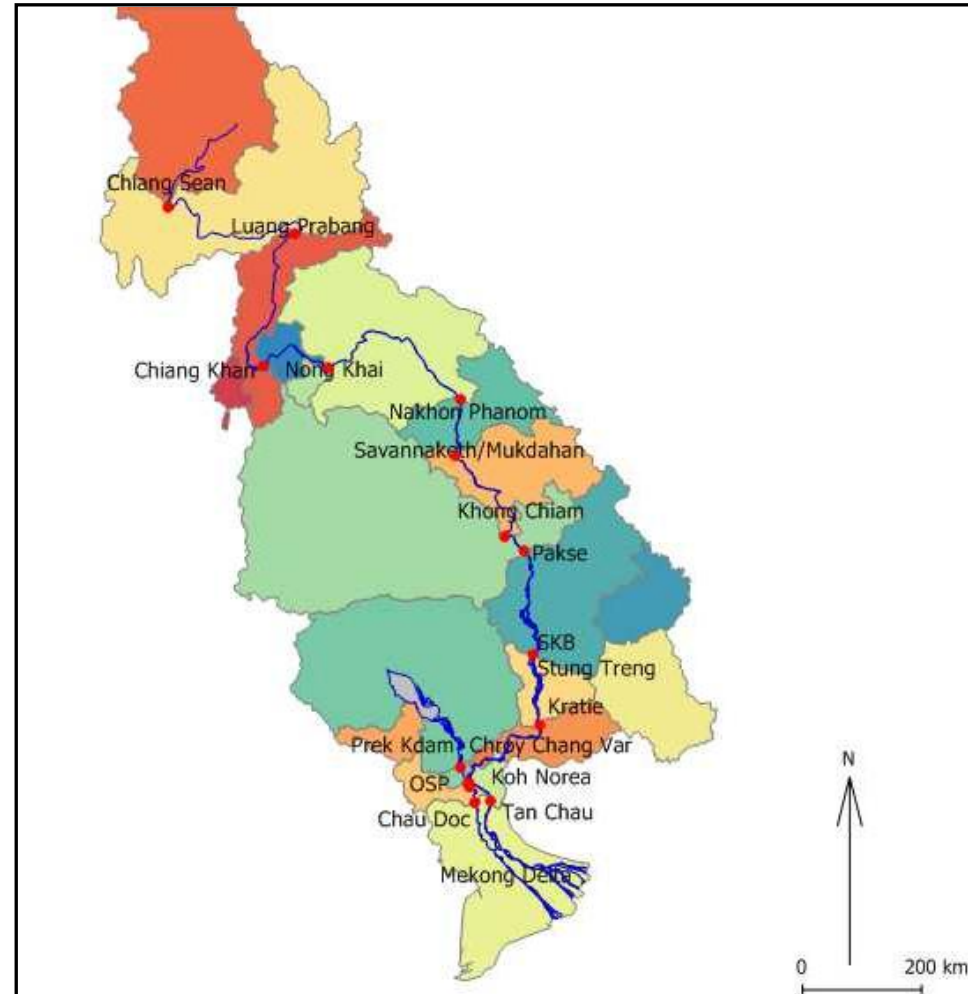 Chiang Sean
Luang Prabang
Chiang Khan
Nong Khai
Nakhon Phanom
Savannaketh/Mukdahan
Khong Chiam
Pakse
SKB
Stung Treng
Kratie
Prek Kdam
Chroy Chang Var
OSP
Koh Norea
Chau Doc
Tan Chau
Mekong Delta
N
0 200 km